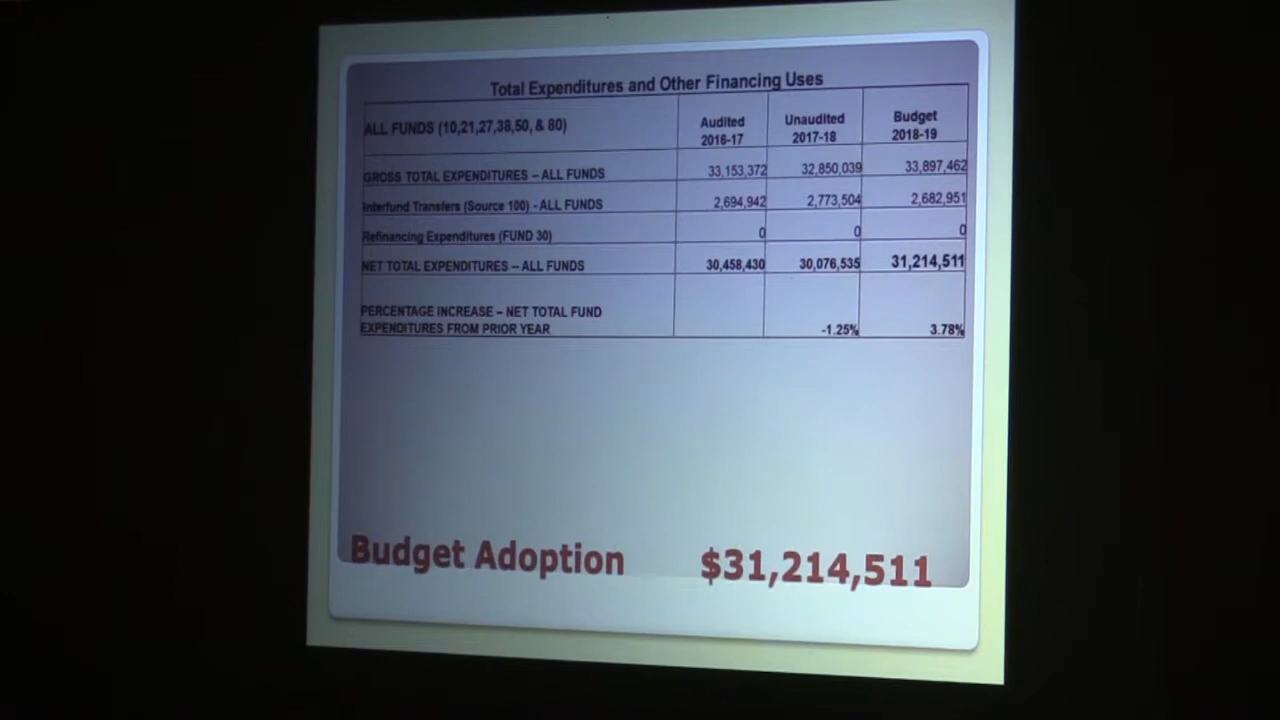 Total Expenditures and Other Financing Uses
ALL FUNDS (10,21,27,38,50, & 80) Audited 2016-17 Unaudited 2017-18 Budget 2018-19
GROSS TOTAL EXPENDITURES – ALL FUNDS 33,153,372 32,850,039 33,897,462
Interfund Transfers (Source 100) - ALL FUNDS 2,694,942 2,773,504 2,682,951
Refinancing Expenditures (FUND 30) 0 0 0
NET TOTAL EXPENDITURES – ALL FUNDS 30,458,430 30,076,535 31,214,511
PERCENTAGE INCREASE – NET TOTAL FUND
EXPENDITURES FROM PRIOR YEAR -1.25% 3.78%
Budget Adoption $31,214,511